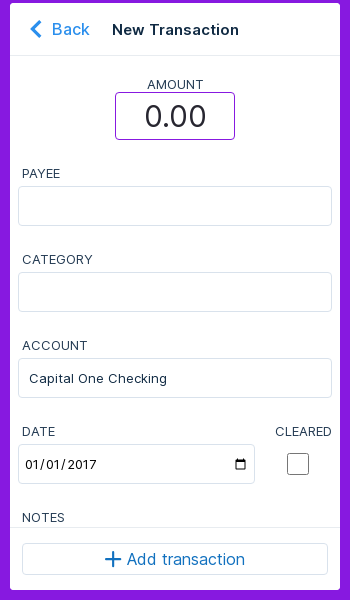 Back New Transaction
AMOUNT
0.00
PAYEE
CATEGORY
ACCOUNT
Capital One Checking
DATE CLEARED
01/01/2017
NOTES
Add transaction